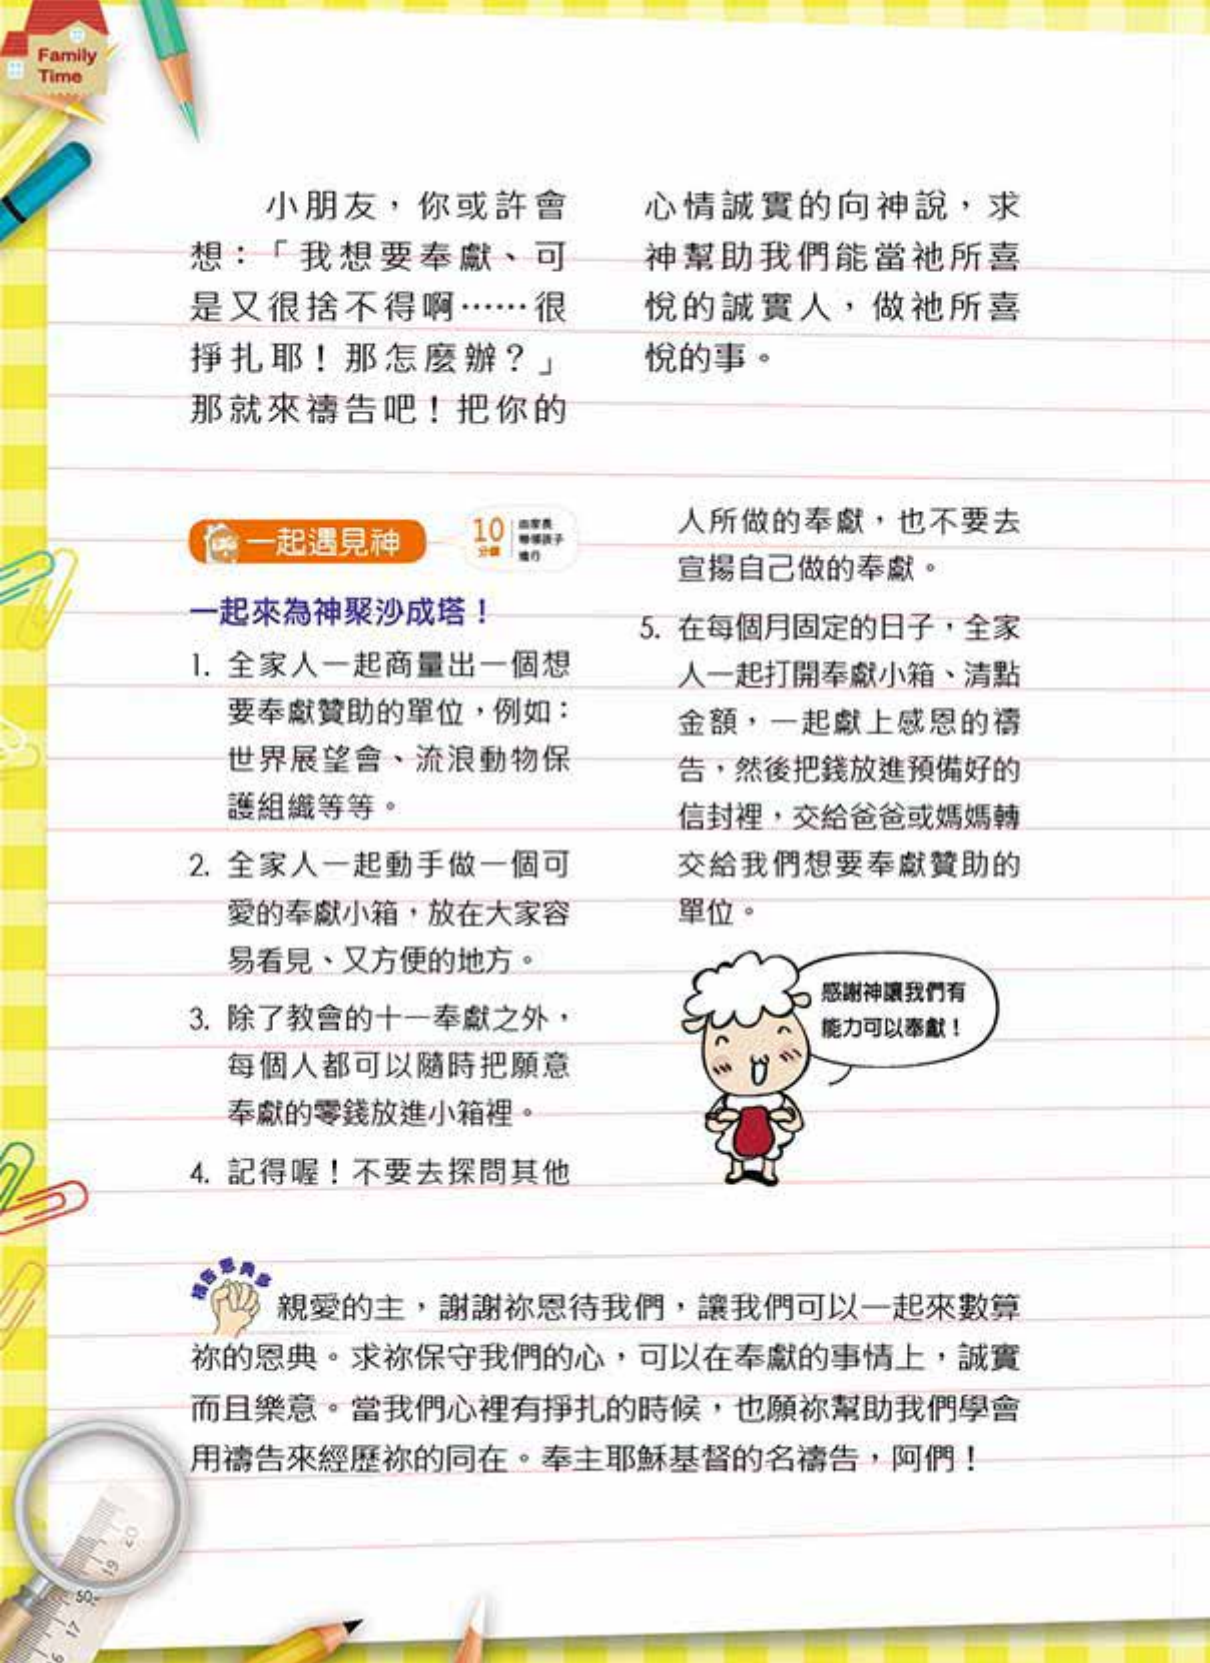 Family
Time
小朋友，你或許會
想：「我想要奉獻、可
是又很捨不得啊……很
掙扎耶！那怎麼辦？」
那就來禱告吧！把你的
心情誠實的向神說，求
神幫助我們能當祂所喜
悅的誠實人，做祂所喜
悅的事。
一起遇見神
10
分鐘
由家長
帶領孩子
進行
一起來為神聚沙成塔！
1. 全家人一起商量出一個想
要奉獻贊助的單位，例如：
世界展望會、流浪動物保
護組織等等。
2. 全家人一起動手做一個可
愛的奉獻小箱，放在大家容
易看見、又方便的地方。
3. 除了教會的十一奉獻之外，
每個人都可以隨時把願意
奉獻的零錢放進小箱裡。
4. 記得喔！不要去探問其他
人所做的奉獻，也不要去
宣揚自己做的奉獻。
5. 在每個月固定的日子，全家
人一起打開奉獻小箱、清點
金額，一起獻上感恩的禱
告，然後把錢放進預備好的
信封裡，交給爸爸或媽媽轉
交給我們想要奉獻贊助的
單位。
感謝神讓我們有
能力可以奉獻！
禱告恩典多
親愛的主，謝謝祢恩待我們，讓我們可以一起來數算
祢的恩典。求祢保守我們的心，可以在奉獻的事情上，誠實
而且樂意。當我們心裡有掙扎的時候，也願祢幫助我們學會
用禱告來經歷祢的同在。奉主耶穌基督的名禱告，阿們！
20
19
50
17